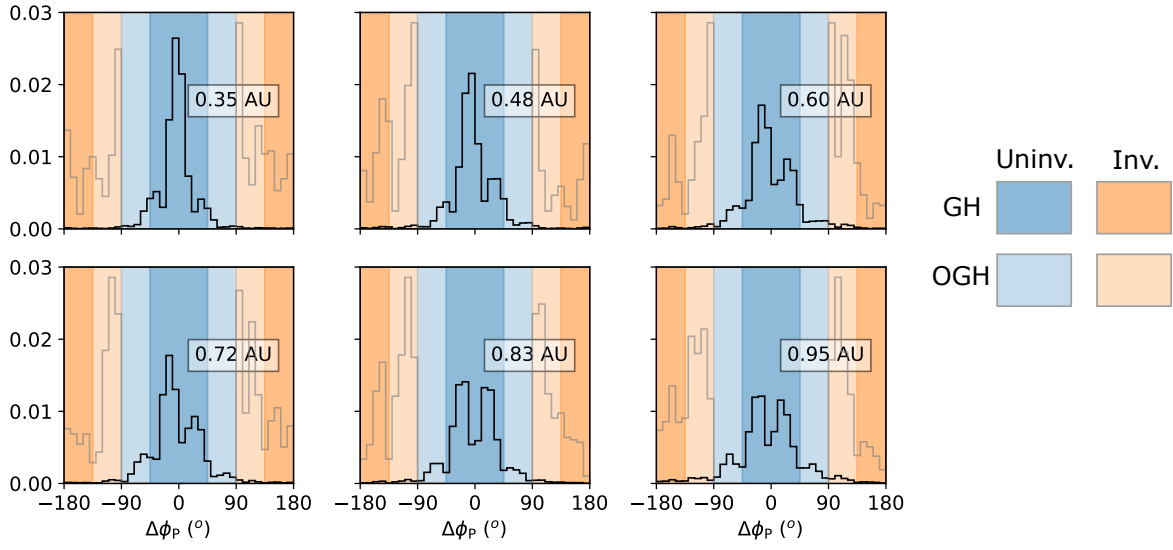 0.03
0.02
0.01
0.00
0.35 AU
0.48 AU
0.60 AU
Uninv. Inv.
GH
OGH
0.03
0.02
0.01
0.00
0.72 AU
0.83 AU
0.95 AU
−180 −90 0 90 180
−180 −90 0 90 180
−180 −90 0 90 180
Δϕ_P (°)
Δϕ_P (°)
Δϕ_P (°)